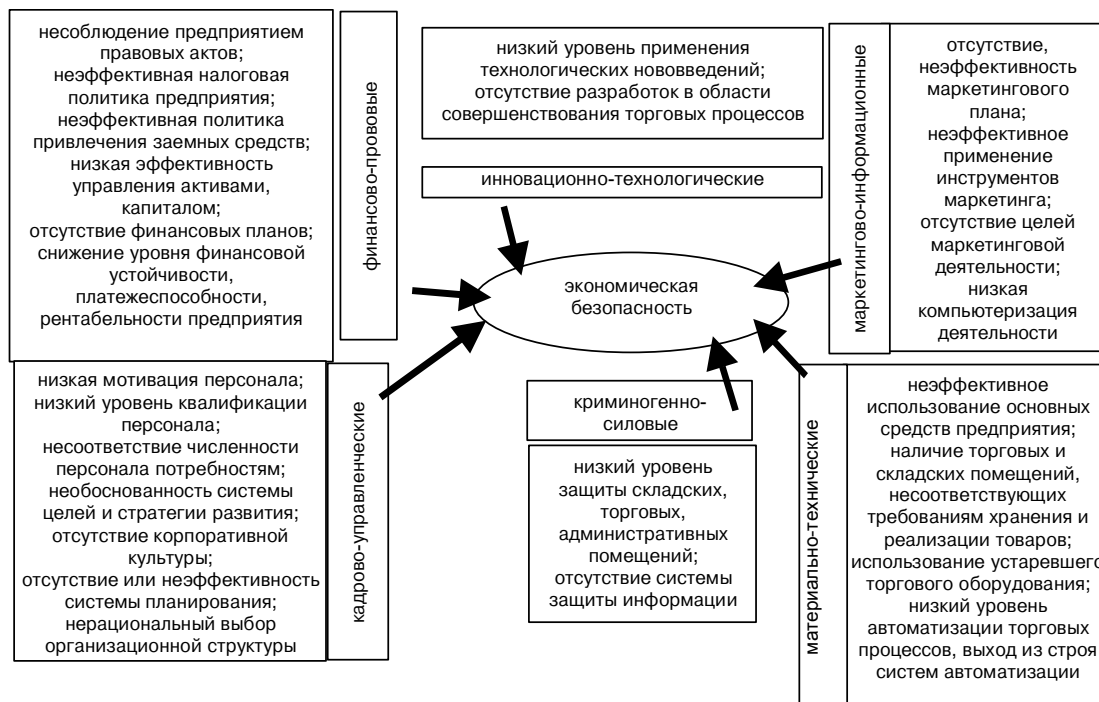 несоблюдение предприятием
правовых актов;
неэффективная налоговая
политика предприятия;
неэффективная политика
привлечения заемных средств;
низкая эффективность
управления активами,
капиталом;
отсутствие финансовых планов;
снижение уровня финансовой
устойчивости,
платежеспособности,
рентабельности предприятия
финансово-прововые
низкий уровень применения
технологических нововведений;
отсутствие разработок в области
совершенствования торговых процессов
инновационно-технологические
маркетингово-информационные
отсутствие,
неэффективность
маркетингового
плана;
неэффективное
применение
инструментов
маркетинга;
отсутствие целей
маркетинговой
деятельности;
низкая
компьютеризация
деятельности
экономическая
безопасность
низкая мотивация персонала;
низкий уровень квалификации
персонала;
несоответствие численности
персонала потребностям;
необоснованность системы
целей и стратегии развития;
отсутствие корпоративной
культуры;
отсутствие или неэффективность
системы планирования;
нерациональный выбор
организационной структуры
кадрово-управленческие
криминогенно-
силовые
низкий уровень
защиты складских,
торговых,
административных
помещений;
отсутствие системы
защиты информации
материально-технические
неэффективное
использование основных
средств предприятия;
наличие торговых и
складских помещений,
несоответствующих
требованиям хранения и
реализации товаров;
использование устаревшего
торгового оборудования;
низкий уровень
автоматизации торговых
процессов, выход из строя
систем автоматизации